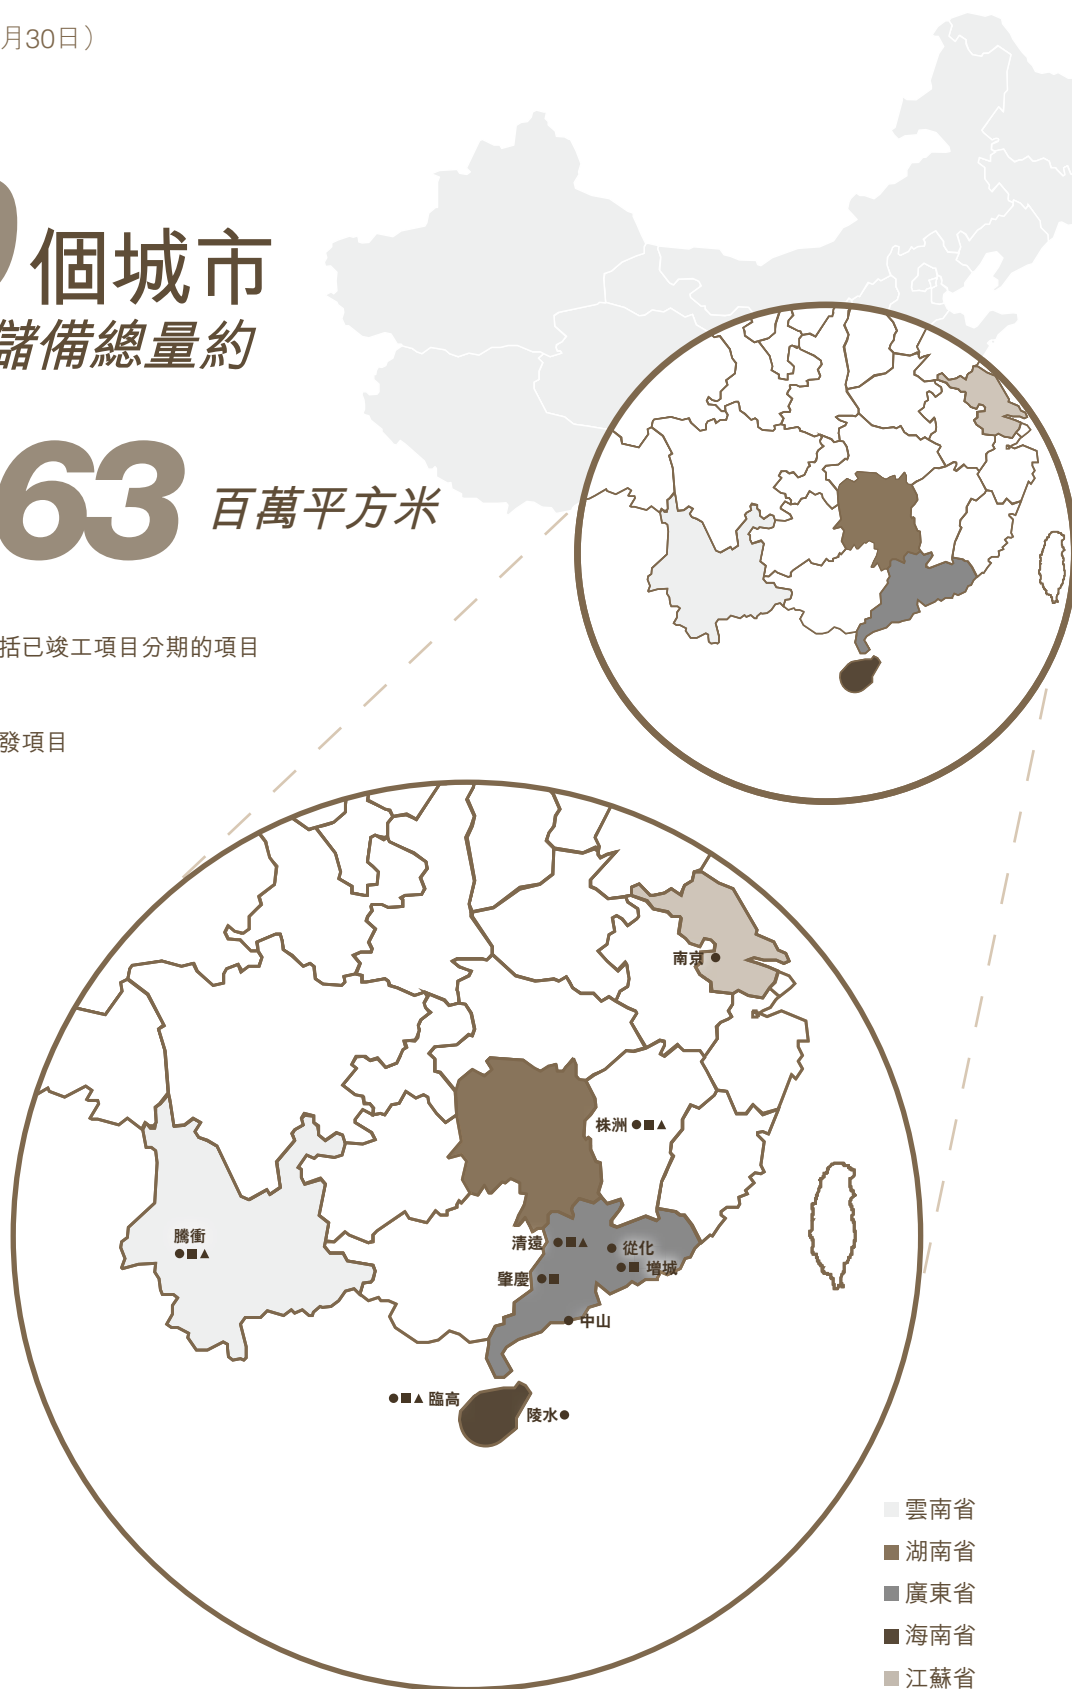 月30日）
個城市
儲備總量約
63
百萬平方米
括已竣工項目分期的項目
發項目
南京
株洲
騰衝
清遠
從化
增城
肇慶
中山
臨高
陵水
雲南省
湖南省
廣東省
海南省
江蘇省